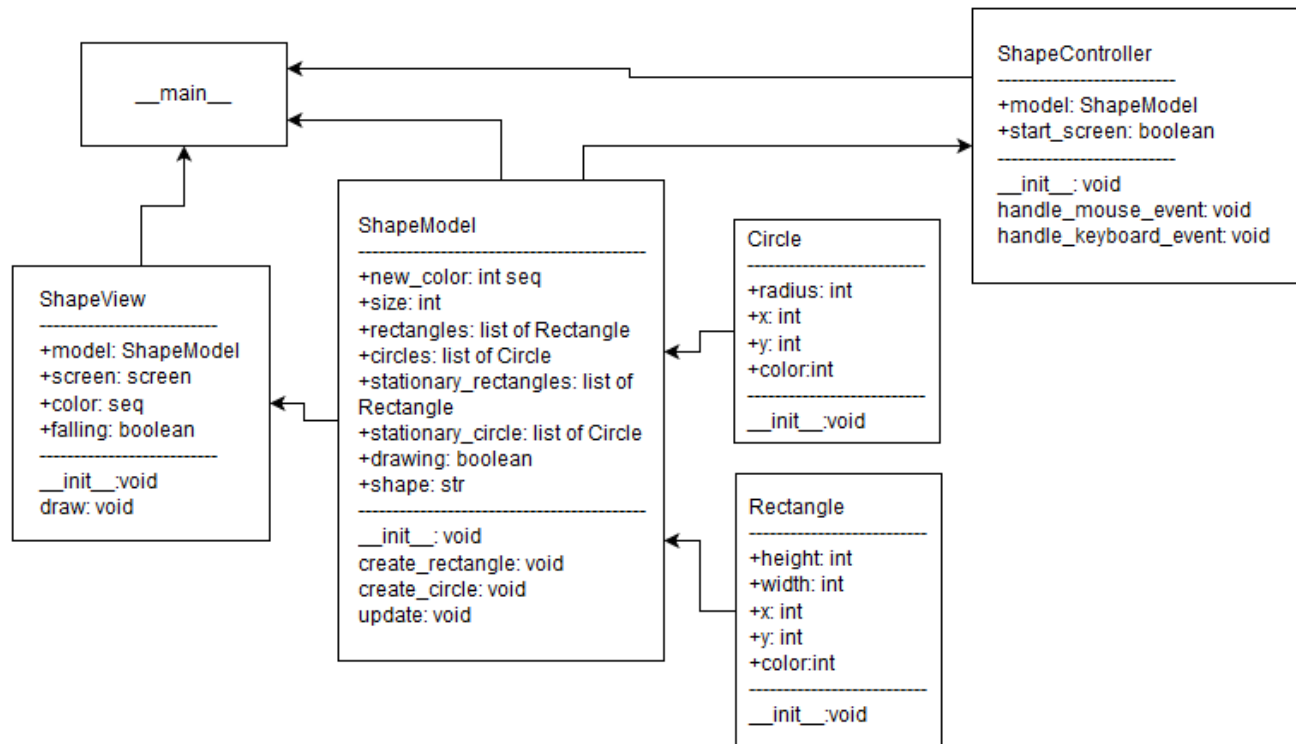 __main__
ShapeController
----------------------------
+model: ShapeModel
+start_screen: boolean
----------------------------
__init__: void
handle_mouse_event: void
handle_keyboard_event: void
ShapeView
----------------------------
+model: ShapeModel
+screen: screen
+color: seq
+falling: boolean
----------------------------
__init__:void
draw: void
ShapeModel
---------------------------------------------
+new_color: int seq
+size: int
+rectangles: list of Rectangle
+circles: list of Circle
+stationary_rectangles: list of
Rectangle
+stationary_circle: list of Circle
+drawing: boolean
+shape: str
---------------------------------------------
__init__: void
create_rectangle: void
create_circle: void
update: void
Circle
----------------------------
+radius: int
+x: int
+y: int
+color:int
----------------------------
__init__:void
Rectangle
----------------------------
+height: int
+width: int
+x: int
+y: int
+color:int
----------------------------
__init__:void